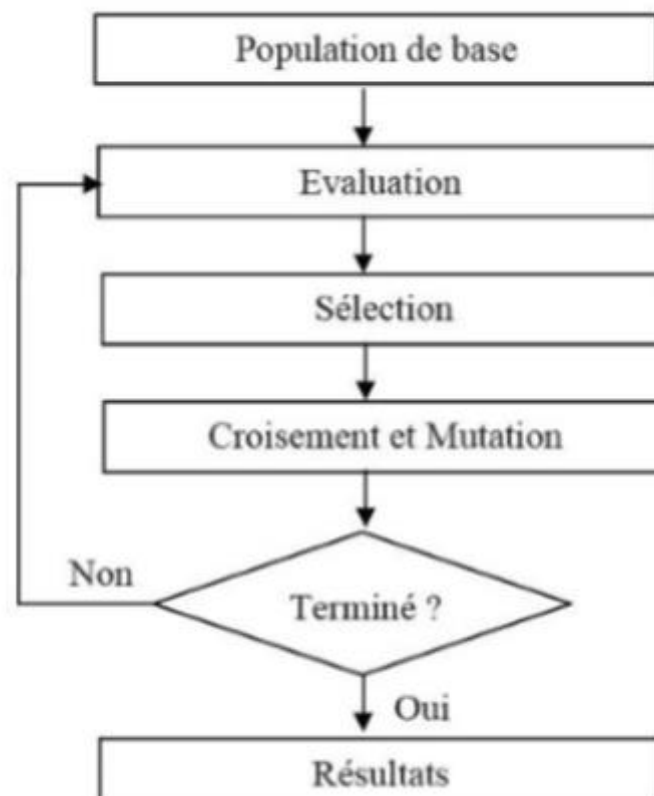 Population de base
Evaluation
Sélection
Croisement et Mutation
Non
Terminé ?
Oui
Résultats